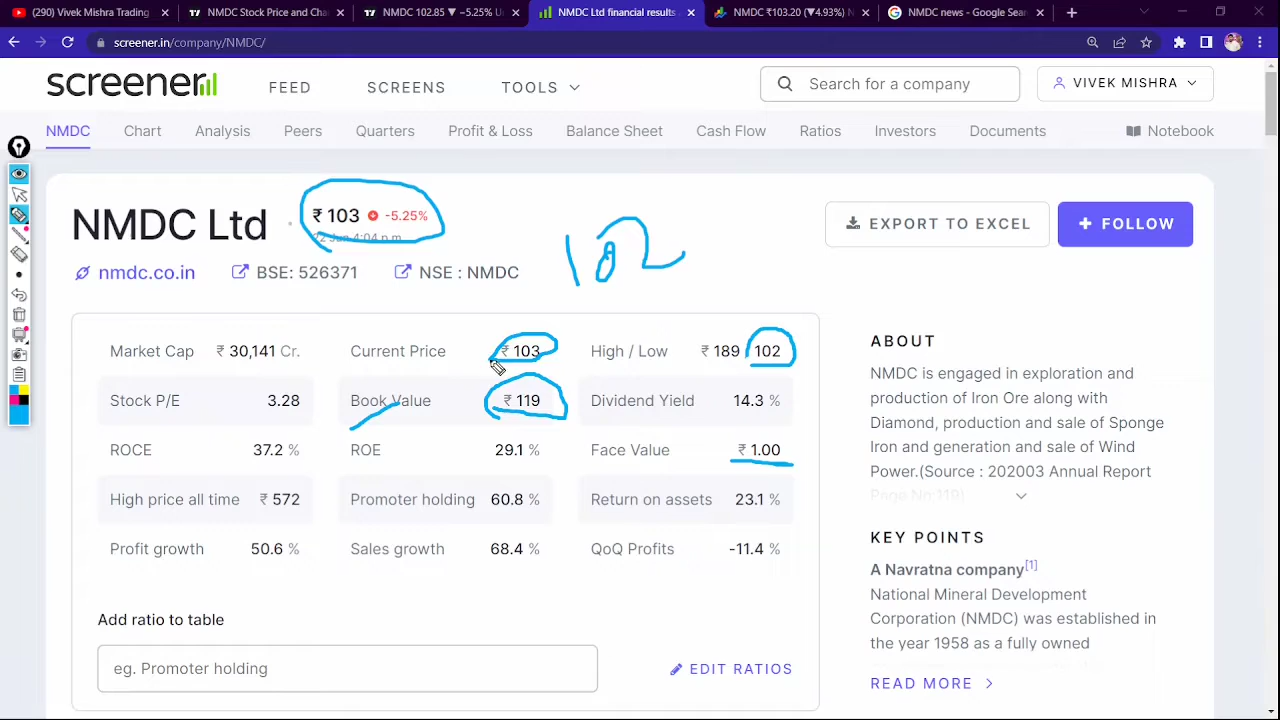 (290) Vivek Mishra Trading
NMDC Stock Price and Cha
NMDC 102.85 ▼ −5.25% U
NMDC Ltd financial results
NMDC ₹103.20 (▼4.93%) N
NMDC news - Google Sea
screener.in/company/NMDC/
screener
FEED
SCREENS
TOOLS
Search for a company
VIVEK MISHRA
NMDC Chart Analysis Peers Quarters Profit & Loss Balance Sheet Cash Flow Ratios Investors Documents Notebook
NMDC Ltd
₹ 103 -5.25%
22 Jun 4:04 p.m.
EXPORT TO EXCEL
+ FOLLOW
102
nmdc.co.in BSE: 526371 NSE : NMDC
Market Cap ₹ 30,141 Cr. Current Price ₹ 103 High / Low ₹ 189 / 102
Stock P/E 3.28 Book Value ₹ 119 Dividend Yield 14.3 %
ROCE 37.2 % ROE 29.1 % Face Value ₹ 1.00
High price all time ₹ 572 Promoter holding 60.8 % Return on assets 23.1 %
Profit growth 50.6 % Sales growth 68.4 % QoQ Profits -11.4 %
Add ratio to table
eg. Promoter holding
EDIT RATIOS
ABOUT
NMDC is engaged in exploration and
production of Iron Ore along with
Diamond, production and sale of Sponge
Iron and generation and sale of Wind
Power.(Source : 202003 Annual Report
Page No:119)
KEY POINTS
A Navratna company[1]
National Mineral Development
Corporation (NMDC) was established in
the year 1958 as a fully owned
READ MORE